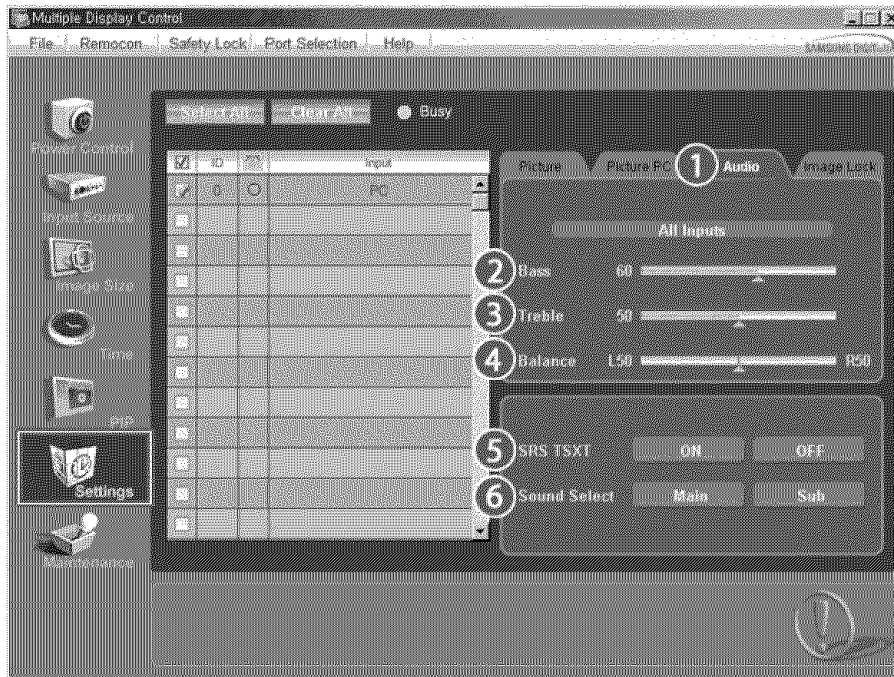 Multiple Display Control
File Remocon Safety Lock Port Selection Help
SAMSUNG DIGITall
Select All Clear All Busy
Power Control
Input Source
Image Size
Time
PIP
Settings
Maintenance
ID Input
0 PC
Picture Picture PC 1 Audio Image Lock
All Inputs
2 Bass 60
3 Treble 50
4 Balance L50 R50
5 SRS TSXT ON OFF
6 Sound Select Main Sub